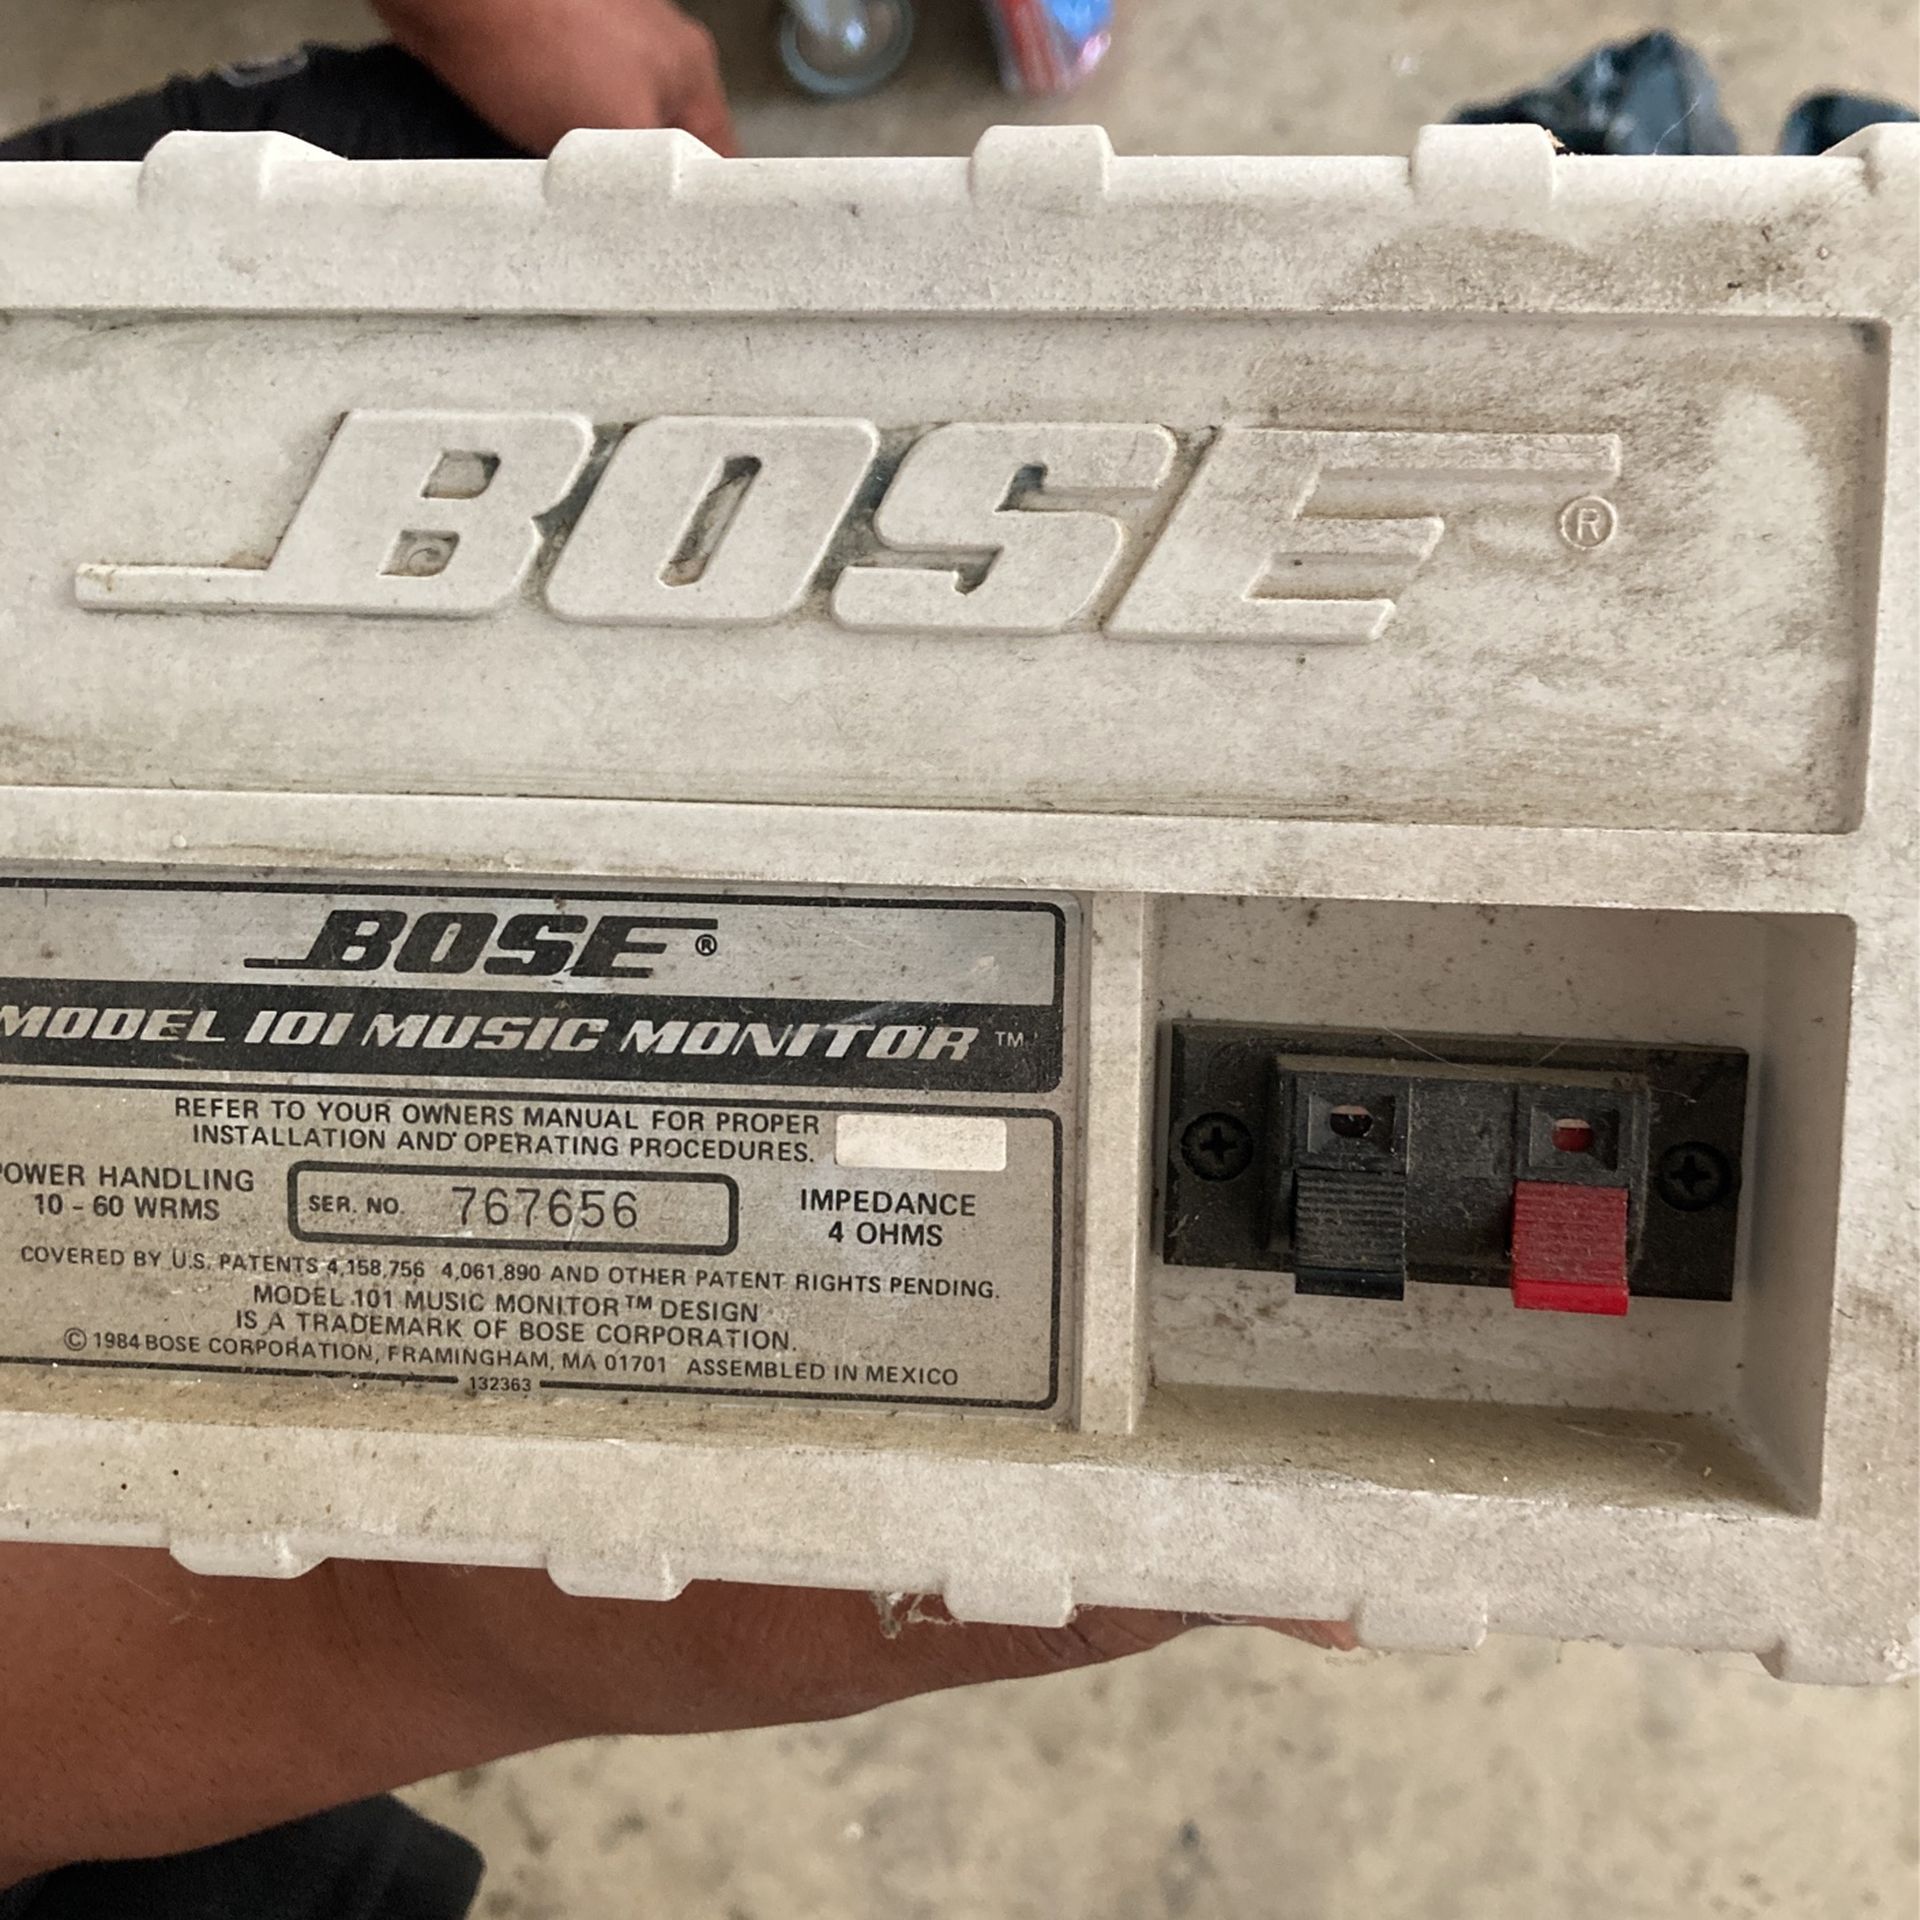 BOSE ®
BOSE ®
MODEL 101 MUSIC MONITOR ™
REFER TO YOUR OWNERS MANUAL FOR PROPER
INSTALLATION AND OPERATING PROCEDURES.
POWER HANDLING
10 - 60 WRMS
SER. NO. 767656
IMPEDANCE
4 OHMS
COVERED BY U.S. PATENTS 4,158,756 4,061,890 AND OTHER PATENT RIGHTS PENDING.
MODEL 101 MUSIC MONITOR™ DESIGN
IS A TRADEMARK OF BOSE CORPORATION.
© 1984 BOSE CORPORATION, FRAMINGHAM, MA 01701 ASSEMBLED IN MEXICO
132363